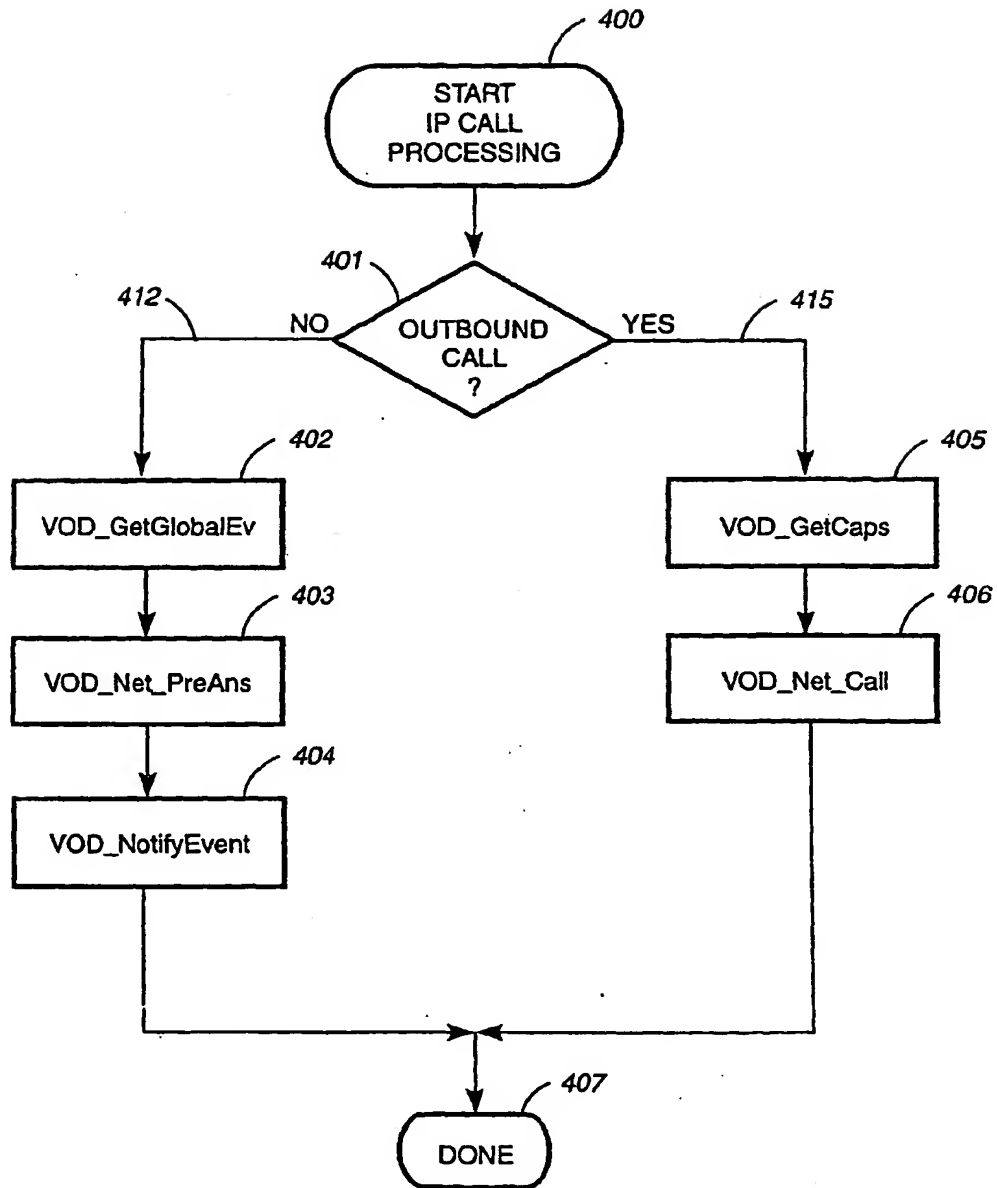 400
START
IP CALL
PROCESSING
401
412
415
NO
OUTBOUND
CALL
?
YES
402
405
VOD_GetGlobalEv
VOD_GetCaps
403
406
VOD_Net_PreAns
VOD_Net_Call
404
VOD_NotifyEvent
407
DONE